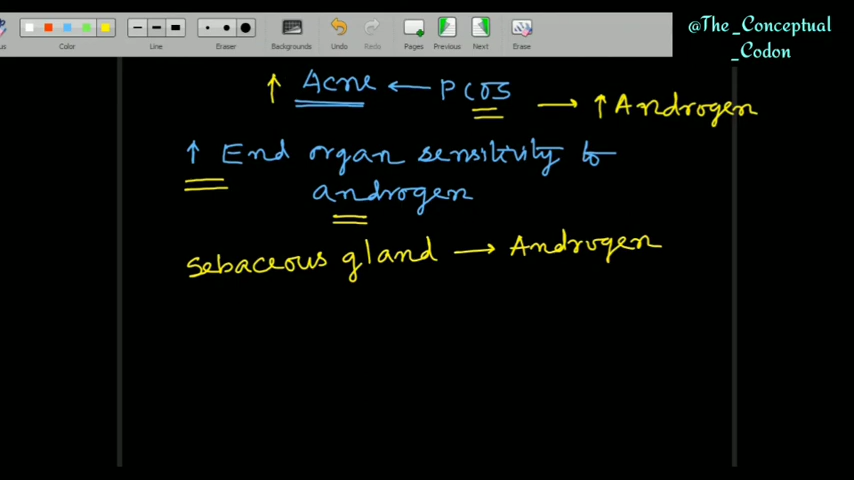 @The_Conceptual
_Codon
Color
Line
Eraser
Backgrounds
Undo
Redo
Pages
Previous
Next
Erase
↑ Acne ← PCOS → ↑ Androgen
↑ End organ sensitivity to
androgen
sebaceous gland → Androgen